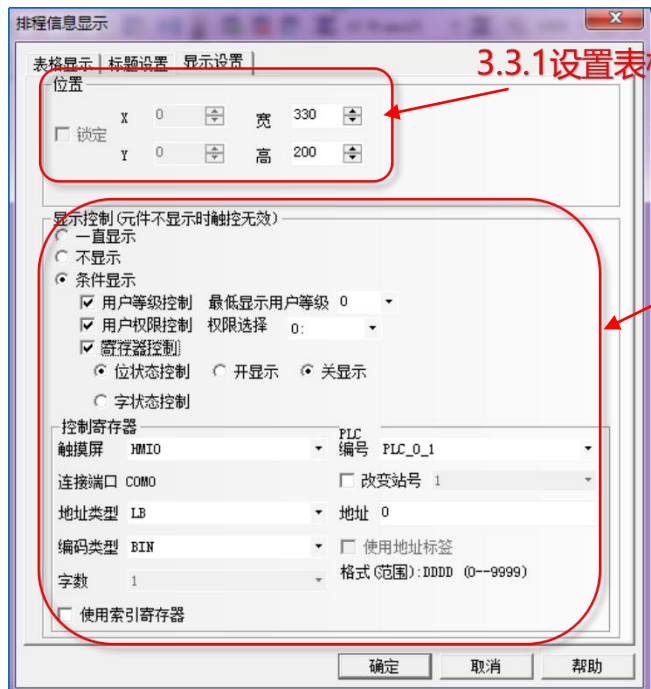 排程信息显示
表格显示 标题设置 显示设置
3.3.1设置表
位置
锁定 X 0 宽 330
Y 0 高 200
显示控制(元件不显示时触控无效)
一直显示
不显示
条件显示
用户等级控制 最低显示用户等级 0
用户权限控制 权限选择 0:
寄存器控制
位状态控制 开显示 关显示
字状态控制
控制寄存器
触摸屏 HMI0 PLC编号 PLC_0_1
连接端口 COM0 改变站号 1
地址类型 LB 地址 0
编码类型 BIN 使用地址标签
字数 1 格式(范围):DDDD (0--9999)
使用索引寄存器
确定 取消 帮助